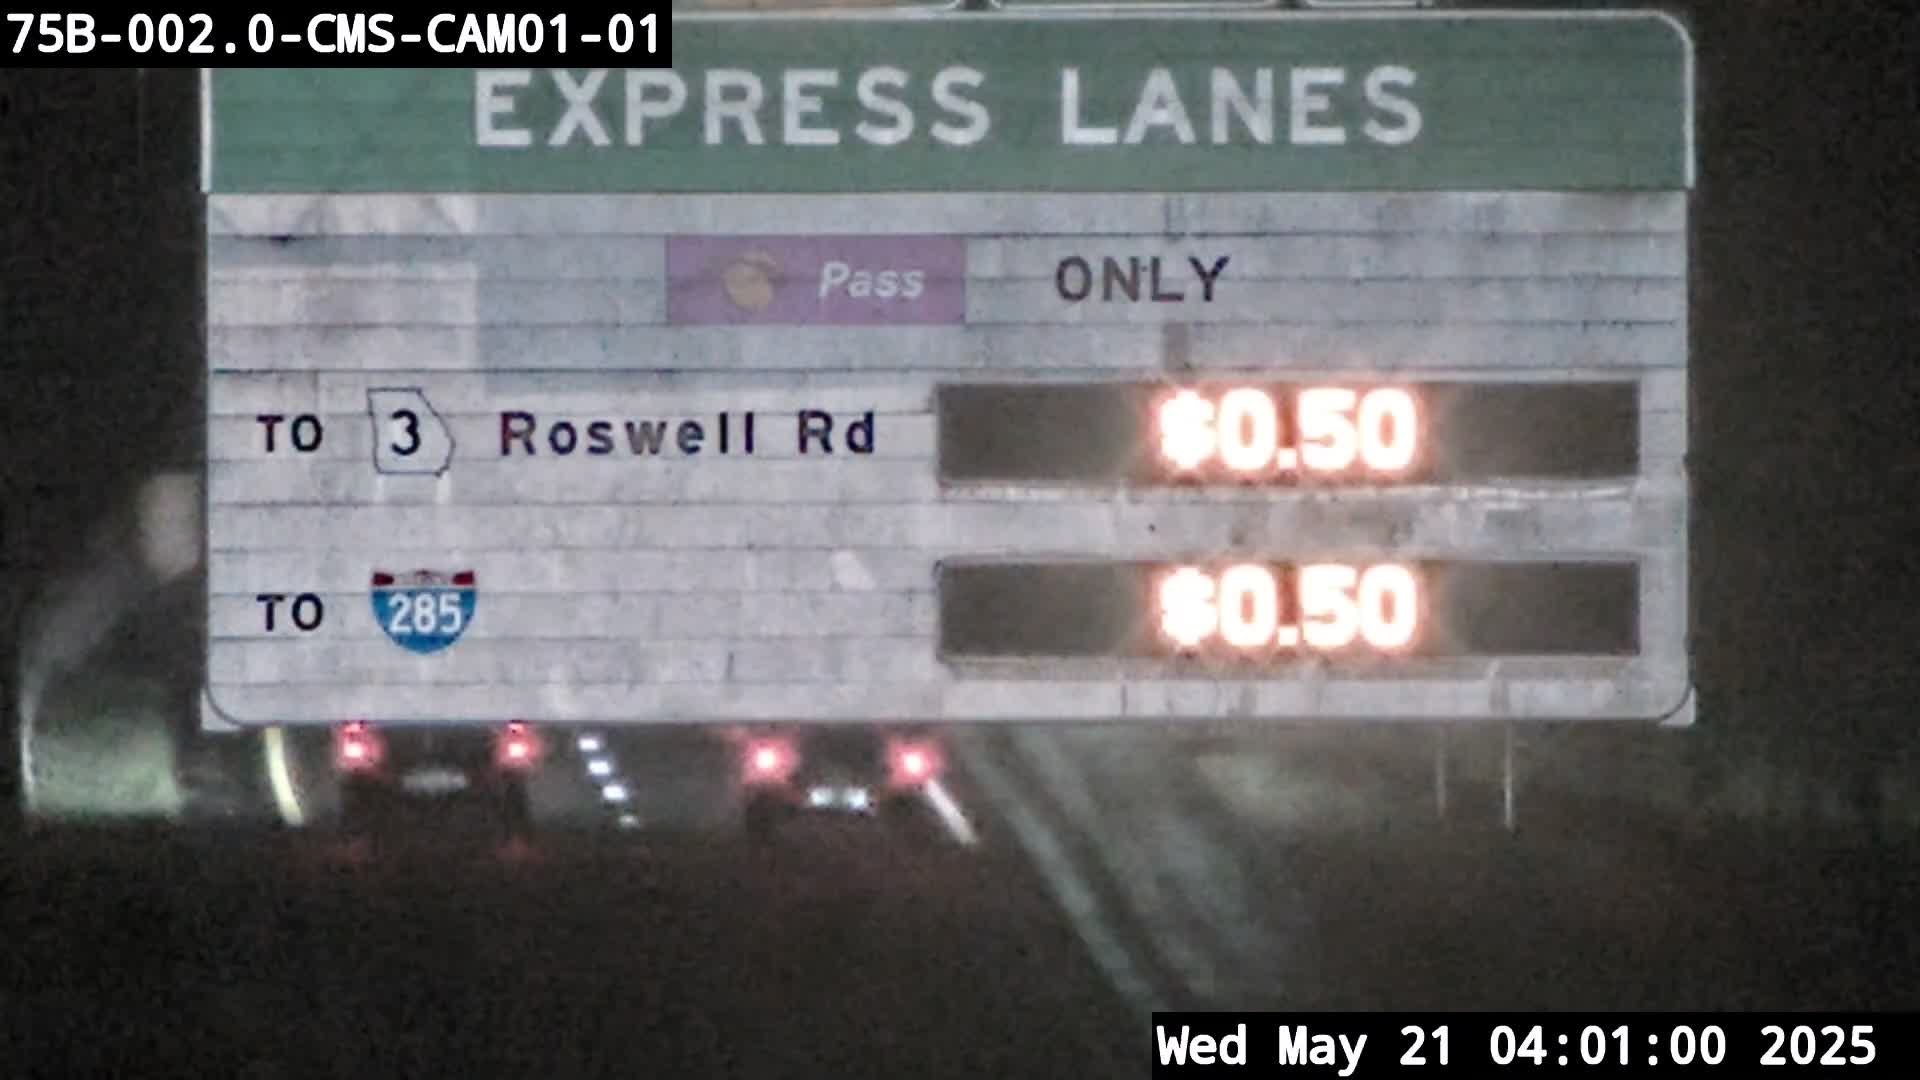 75B-002.0-CMS-CAM01-01
EXPRESS LANES
Pass ONLY
TO 3 Roswell Rd $0.50
TO 285 $0.50
Wed May 21 04:01:00 2025